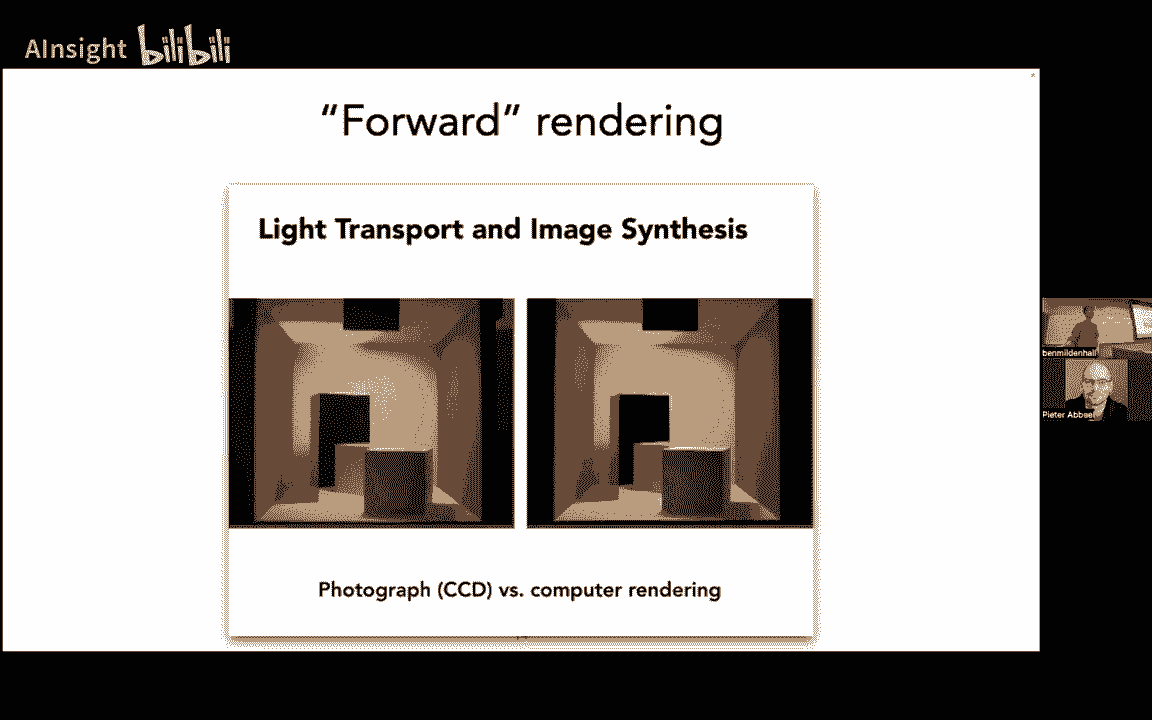 AInsight bilibili
“Forward” rendering
Light Transport and Image Synthesis
Photograph (CCD) vs. computer rendering
benmildenhall
Pieter Abbeel